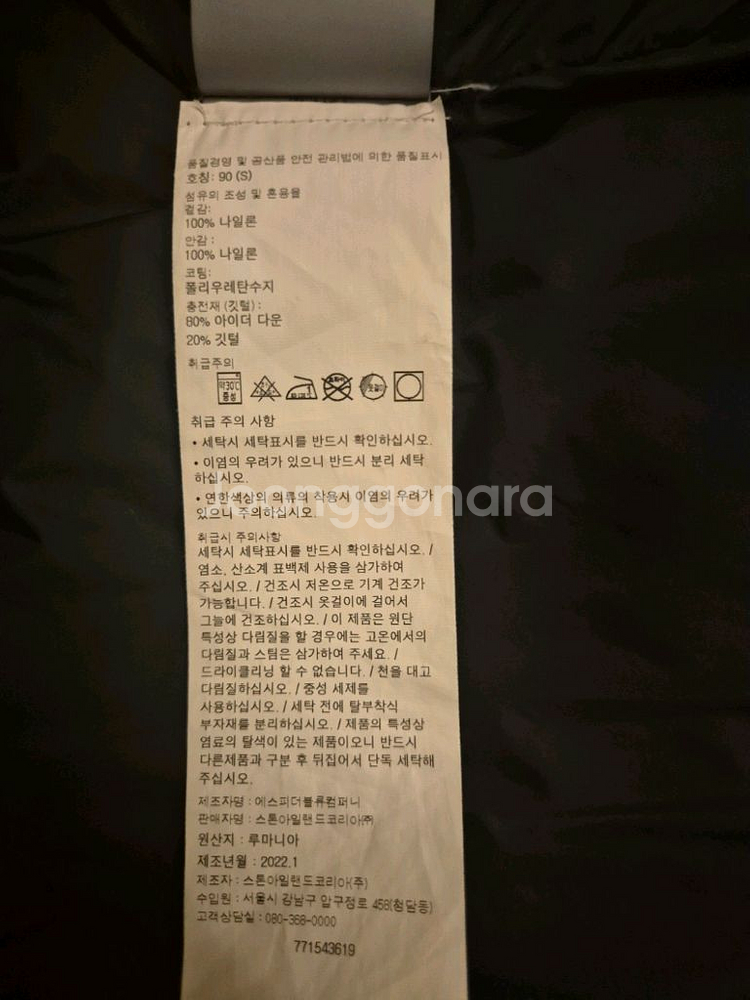 품질경영 및 공산품 안전 관리법에 의한 품질표시
호칭: 90 (S)
섬유의 조성 및 혼용율
겉감:
100% 나일론
안감 :
100% 나일론
코팅:
폴리우레탄수지
충전재 (깃털) :
80% 아이더 다운
20% 깃털
취급주의
약30℃
중성
취급 주의 사항
• 세탁시 세탁표시를 반드시 확인하십시오.
• 이염의 우려가 있으니 반드시 분리 세탁
하십시오.
• 연한색상의 의류의 착용시 이염의 우려가
있으니 주의하십시오.
joonggonara
취급시 주의사항
세탁시 세탁표시를 반드시 확인하십시오. /
염소, 산소계 표백제 사용을 삼가하여
주십시오. / 건조시 저온으로 기계 건조가
가능합니다. / 건조시 옷걸이에 걸어서
그늘에 건조하십시오. / 이 제품은 원단
특성상 다림질을 할 경우에는 고온에서의
다림질과 스팀은 삼가하여 주세요. /
드라이클리닝 할 수 없습니다. / 천을 대고
다림질하십시오. / 중성 세제를
사용하십시오. / 세탁 전에 탈부착식
부자재를 분리하십시오. / 제품의 특성상
염료의 탈색이 있는 제품이오니 반드시
다른제품과 구분 후 뒤집어서 단독 세탁해
주십시오.
제조자명 : 에스피더블류컴퍼니
판매자명 : 스톤아일랜드코리아㈜
원산지 : 루마니아
제조년월 : 2022.1
제조자 : 스톤아일랜드코리아(주)
수입원 : 서울시 강남구 압구정로 458(청담동)
고객상담실 : 080-368-0000
771543619